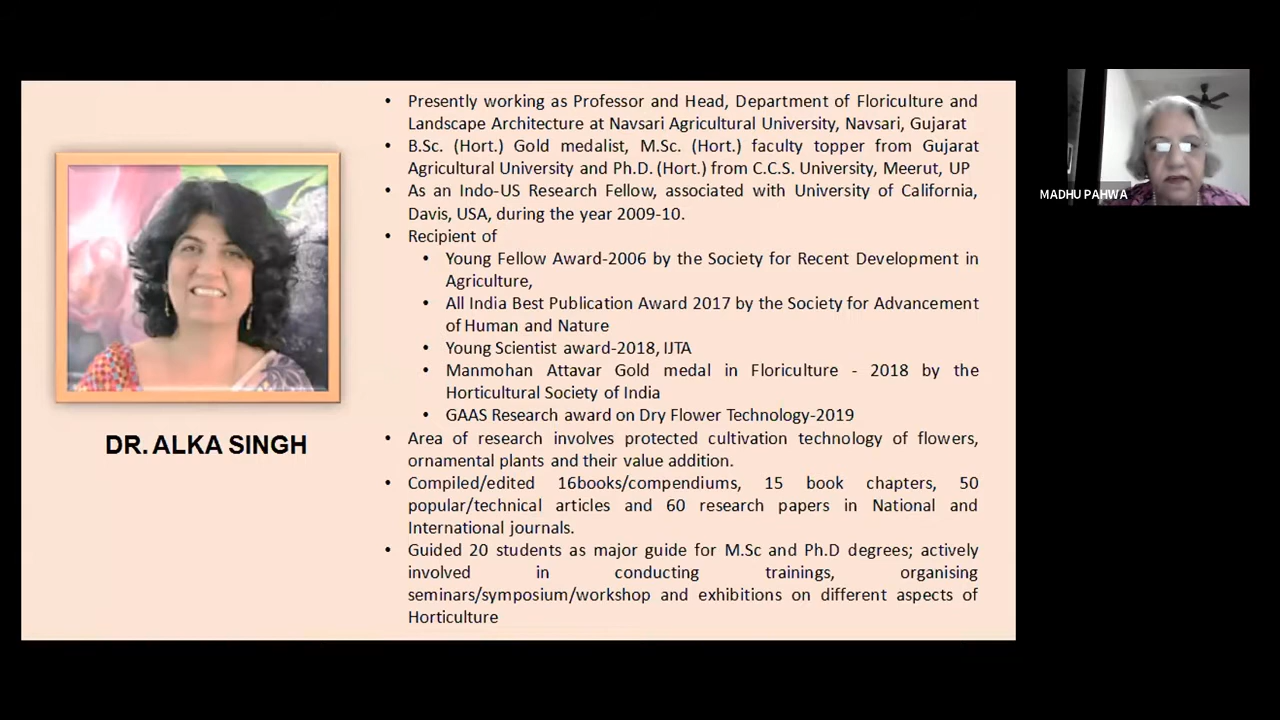 • Presently working as Professor and Head, Department of Floriculture and
Landscape Architecture at Navsari Agricultural University, Navsari, Gujarat
• B.Sc. (Hort.) Gold medalist, M.Sc. (Hort.) faculty topper from Gujarat
Agricultural University and Ph.D. (Hort.) from C.C.S. University, Meerut, UP
• As an Indo-US Research Fellow, associated with University of California,
Davis, USA, during the year 2009-10.
• Recipient of
• Young Fellow Award-2006 by the Society for Recent Development in
Agriculture,
• All India Best Publication Award 2017 by the Society for Advancement
of Human and Nature
• Young Scientist award-2018, IJTA
• Manmohan Attavar Gold medal in Floriculture - 2018 by the
Horticultural Society of India
• GAAS Research award on Dry Flower Technology-2019
• Area of research involves protected cultivation technology of flowers,
ornamental plants and their value addition.
• Compiled/edited 16books/compendiums, 15 book chapters, 50
popular/technical articles and 60 research papers in National and
International journals.
• Guided 20 students as major guide for M.Sc and Ph.D degrees; actively
involved in conducting trainings, organising
seminars/symposium/workshop and exhibitions on different aspects of
Horticulture
DR. ALKA SINGH
MADHU PAHWA